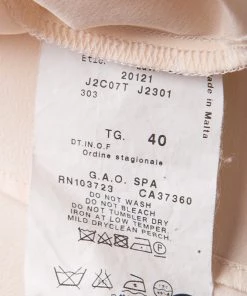 20121
J2C07T J2301
303
Made in Malta
TG. 40
DT.IN.O.F
Ordine stagionale
G.A.O. SPA
RN103723 CA37360
DO NOT WASH
DO NOT BLEACH
DO NOT TUMBLER DRY
IRON AT LOW TEMPER.
MILD DRYCLEAN PERCH.